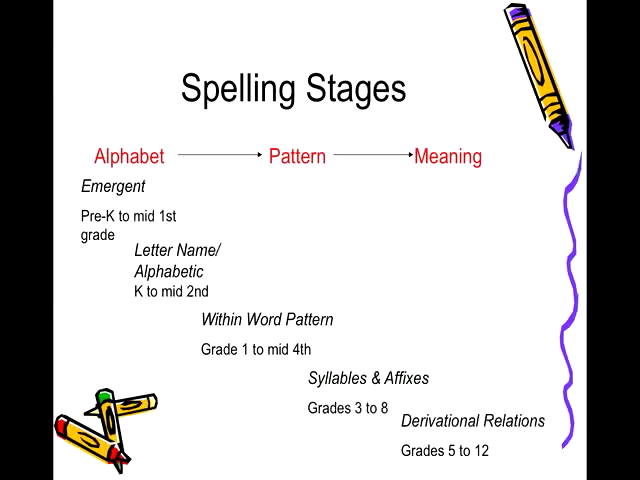 Spelling Stages
Alphabet Pattern Meaning
Emergent
Pre-K to mid 1st
grade
Letter Name/
Alphabetic
K to mid 2nd
Within Word Pattern
Grade 1 to mid 4th
Syllables & Affixes
Grades 3 to 8
Derivational Relations
Grades 5 to 12